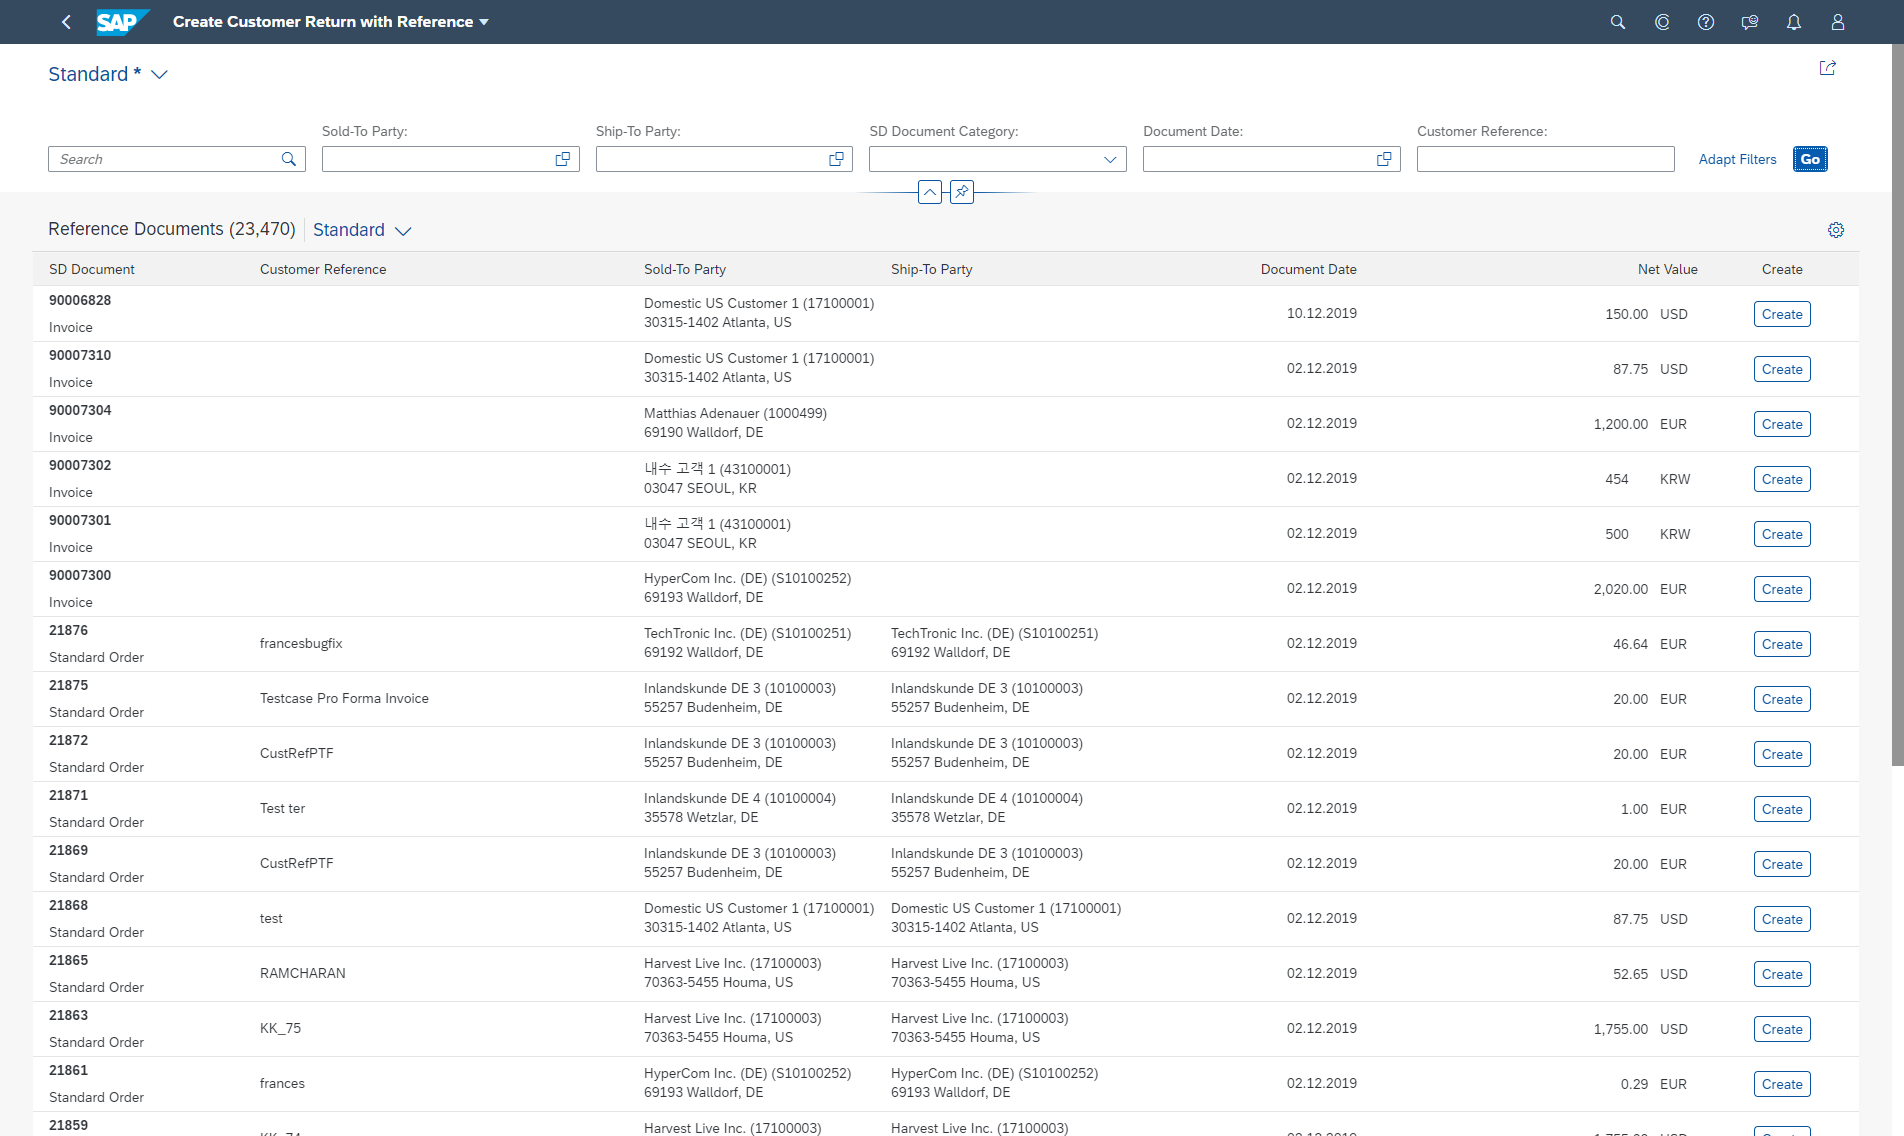 SAP Create Customer Return with Reference
Standard *
Sold-To Party: Ship-To Party: SD Document Category: Document Date: Customer Reference:
Search Adapt Filters Go
Reference Documents (23,470) Standard
SD Document Customer Reference Sold-To Party Ship-To Party Document Date Net Value Create
90006828
Invoice
Domestic US Customer 1 (17100001)
30315-1402 Atlanta, US
10.12.2019 150.00 USD Create
90007310
Invoice
Domestic US Customer 1 (17100001)
30315-1402 Atlanta, US
02.12.2019 87.75 USD Create
90007304
Invoice
Matthias Adenauer (1000499)
69190 Walldorf, DE
02.12.2019 1,200.00 EUR Create
90007302
Invoice
내수 고객 1 (43100001)
03047 SEOUL, KR
02.12.2019 454 KRW Create
90007301
Invoice
내수 고객 1 (43100001)
03047 SEOUL, KR
02.12.2019 500 KRW Create
90007300
Invoice
HyperCom Inc. (DE) (S10100252)
69193 Walldorf, DE
02.12.2019 2,020.00 EUR Create
21876
Standard Order
francesbugfix
TechTronic Inc. (DE) (S10100251)
69192 Walldorf, DE
TechTronic Inc. (DE) (S10100251)
69192 Walldorf, DE
02.12.2019 46.64 EUR Create
21875
Standard Order
Testcase Pro Forma Invoice
Inlandskunde DE 3 (10100003)
55257 Budenheim, DE
Inlandskunde DE 3 (10100003)
55257 Budenheim, DE
02.12.2019 20.00 EUR Create
21872
Standard Order
CustRefPTF
Inlandskunde DE 3 (10100003)
55257 Budenheim, DE
Inlandskunde DE 3 (10100003)
55257 Budenheim, DE
02.12.2019 20.00 EUR Create
21871
Standard Order
Test ter
Inlandskunde DE 4 (10100004)
35578 Wetzlar, DE
Inlandskunde DE 4 (10100004)
35578 Wetzlar, DE
02.12.2019 1.00 EUR Create
21869
Standard Order
CustRefPTF
Inlandskunde DE 3 (10100003)
55257 Budenheim, DE
Inlandskunde DE 3 (10100003)
55257 Budenheim, DE
02.12.2019 20.00 EUR Create
21868
Standard Order
test
Domestic US Customer 1 (17100001)
30315-1402 Atlanta, US
Domestic US Customer 1 (17100001)
30315-1402 Atlanta, US
02.12.2019 87.75 USD Create
21865
Standard Order
RAMCHARAN
Harvest Live Inc. (17100003)
70363-5455 Houma, US
Harvest Live Inc. (17100003)
70363-5455 Houma, US
02.12.2019 52.65 USD Create
21863
Standard Order
KK_75
Harvest Live Inc. (17100003)
70363-5455 Houma, US
Harvest Live Inc. (17100003)
70363-5455 Houma, US
02.12.2019 1,755.00 USD Create
21861
Standard Order
frances
HyperCom Inc. (DE) (S10100252)
69193 Walldorf, DE
HyperCom Inc. (DE) (S10100252)
69193 Walldorf, DE
02.12.2019 0.29 EUR Create
21859
Harvest Live Inc. (17100003)
Harvest Live Inc. (17100003)